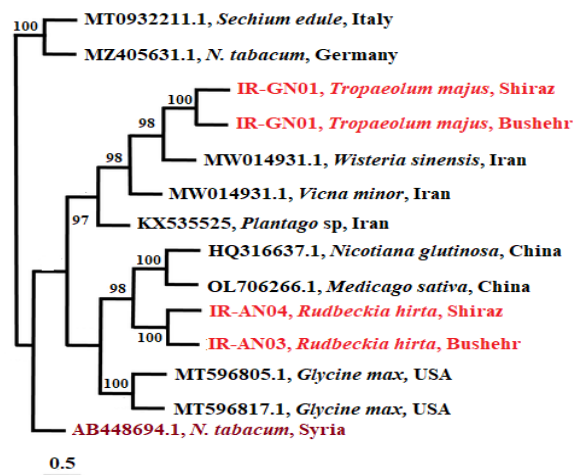 100
MT0932211.1, Sechium edule, Italy
MZ405631.1, N. tabacum, Germany
100
IR-GN01, Tropaeolum majus, Shiraz
98
IR-GN01, Tropaeolum majus, Bushehr
98
MW014931.1, Wisteria sinensis, Iran
MW014931.1, Vicna minor, Iran
97
KX535525, Plantago sp, Iran
100
HQ316637.1, Nicotiana glutinosa, China
98
OL706266.1, Medicago sativa, China
IR-AN04, Rudbeckia hirta, Shiraz
100
IR-AN03, Rudbeckia hirta, Bushehr
MT596805.1, Glycine max, USA
100
MT596817.1, Glycine max, USA
AB448694.1, N. tabacum, Syria
0.5